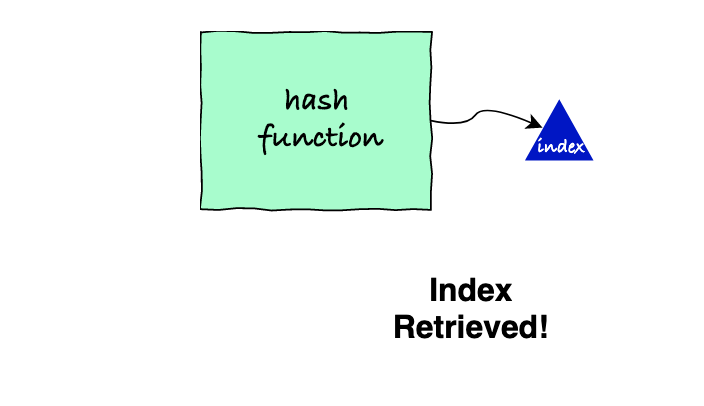 hash
function
index
Index
Retrieved!